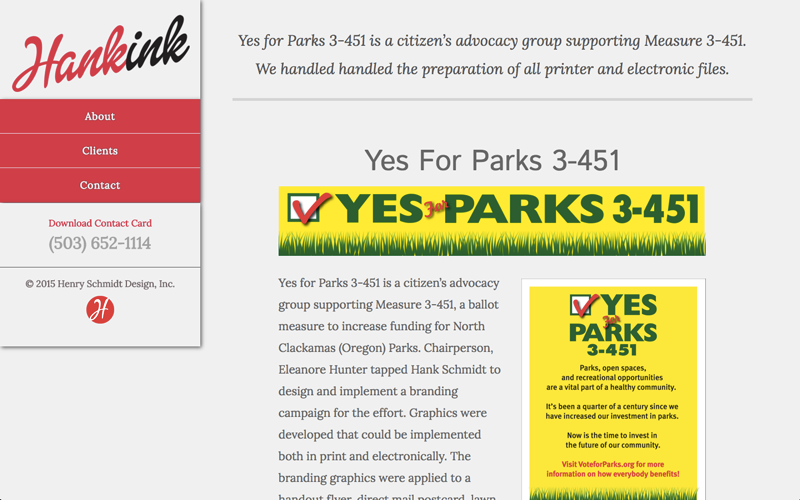 Hankink
About
Clients
Contact
Download Contact Card
(503) 652-1114
© 2015 Henry Schmidt Design, Inc.
H
Yes for Parks 3-451 is a citizen’s advocacy group supporting Measure 3-451.
We handled handled the preparation of all printer and electronic files.
Yes For Parks 3-451
YES for PARKS 3-451
Yes for Parks 3-451 is a citizen’s advocacy
group supporting Measure 3-451, a ballot
measure to increase funding for North
Clackamas (Oregon) Parks. Chairperson,
Eleanore Hunter tapped Hank Schmidt to
design and implement a branding
campaign for the effort. Graphics were
developed that could be implemented
both in print and electronically. The
branding graphics were applied to a
handout flyer, direct mail postcard, lawn
YES
for
PARKS
3-451
Parks, open spaces,
and recreational opportunities
are a vital part of a healthy community.
It's been a quarter of a century since we
have increased our investment in parks.
Now is the time to invest in
the future of our community.
Visit VoteforParks.org for more
information on how everybody benefits!